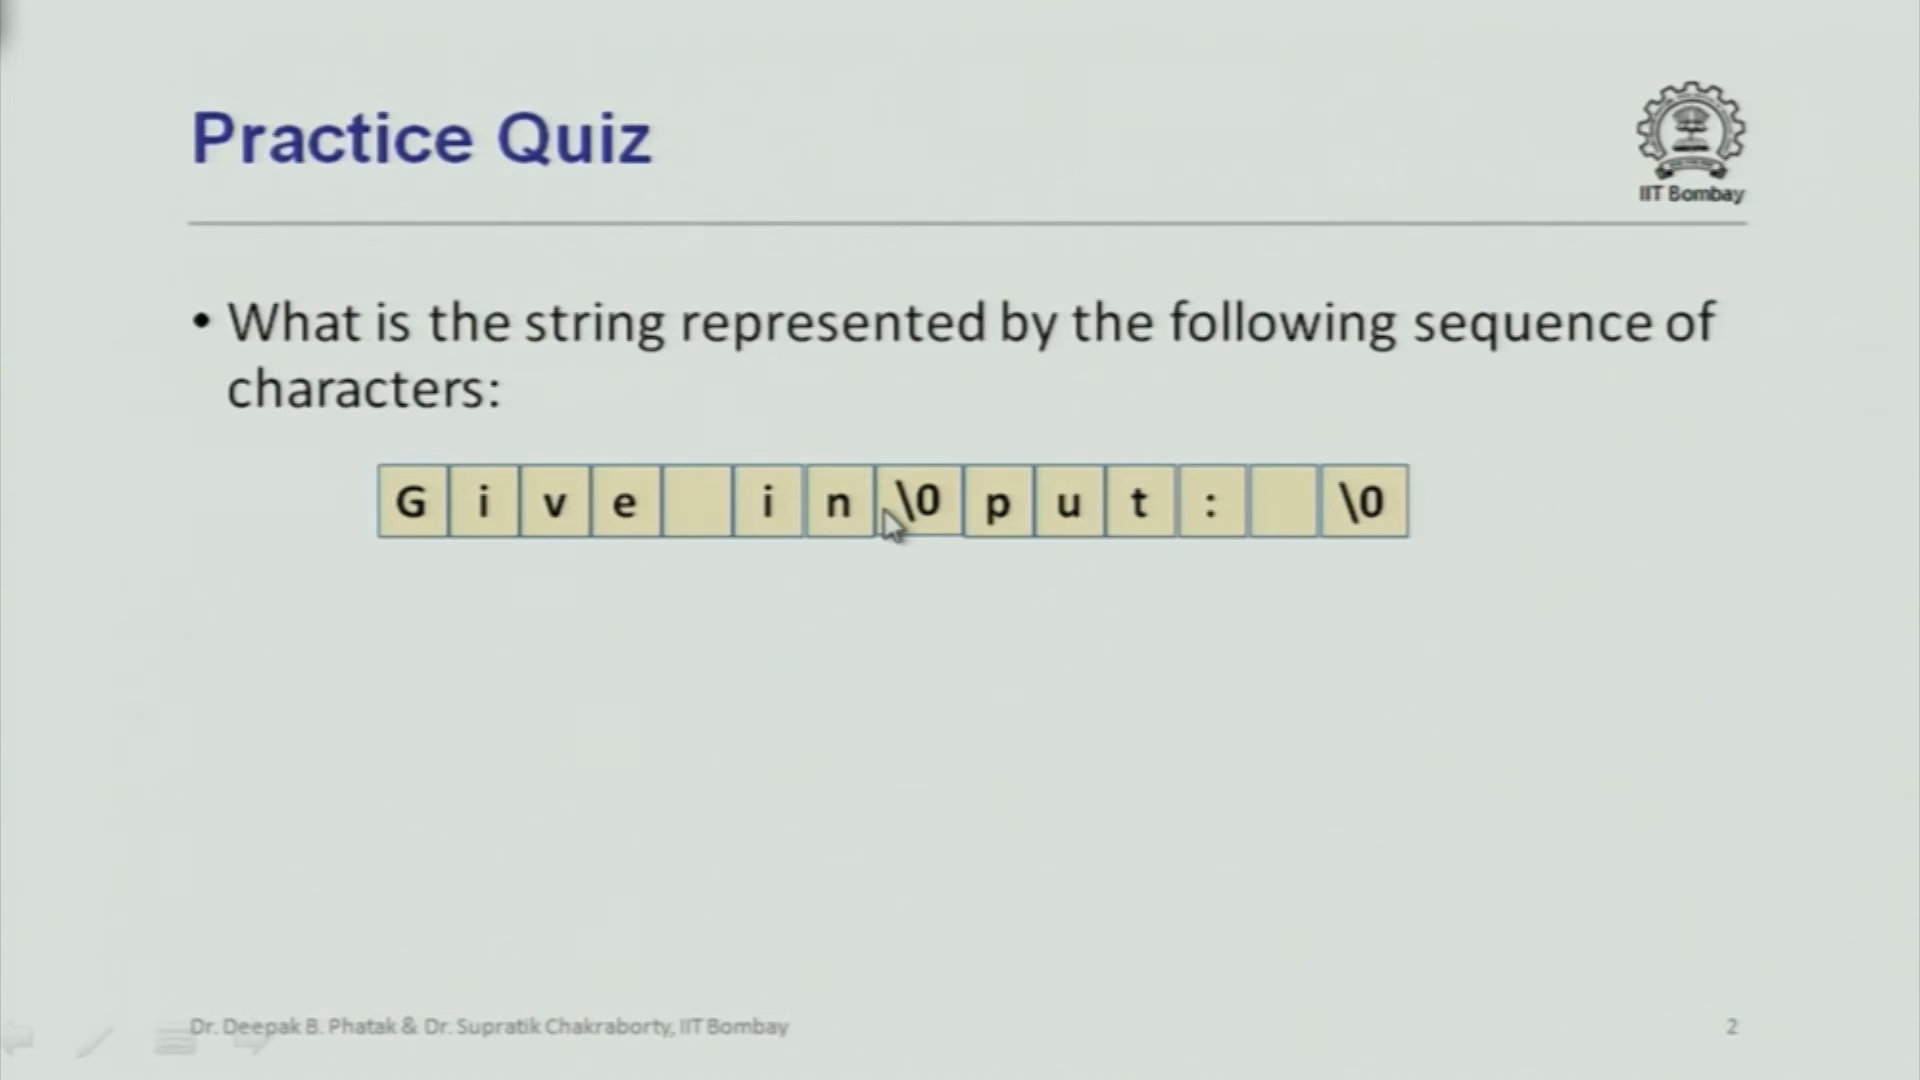 Practice Quiz
IIT Bombay
• What is the string represented by the following sequence of
characters:
G i v e   i n \0 p u t :   \0
Dr. Deepak B. Phatak & Dr. Supratik Chakraborty, IIT Bombay
2